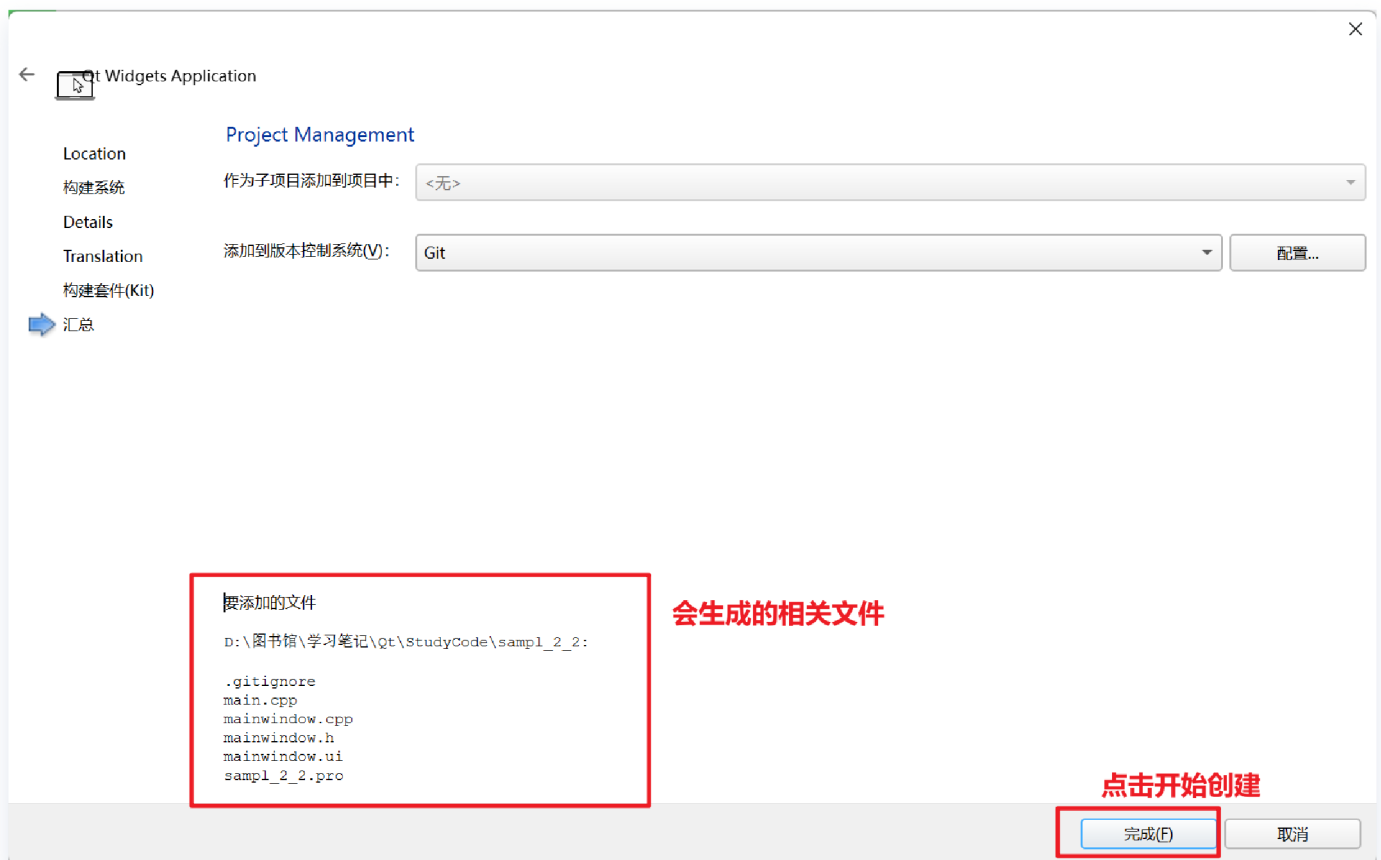 Qt Widgets Application
Project Management
Location
构建系统
Details
Translation
构建套件(Kit)
汇总
作为子项目添加到项目中：
<无>
添加到版本控制系统(V)：
Git
配置...
要添加的文件
D:\图书馆\学习笔记\Qt\StudyCode\sampl_2_2:
.gitignore
main.cpp
mainwindow.cpp
mainwindow.h
mainwindow.ui
sampl_2_2.pro
会生成的相关文件
点击开始创建
完成(F)
取消